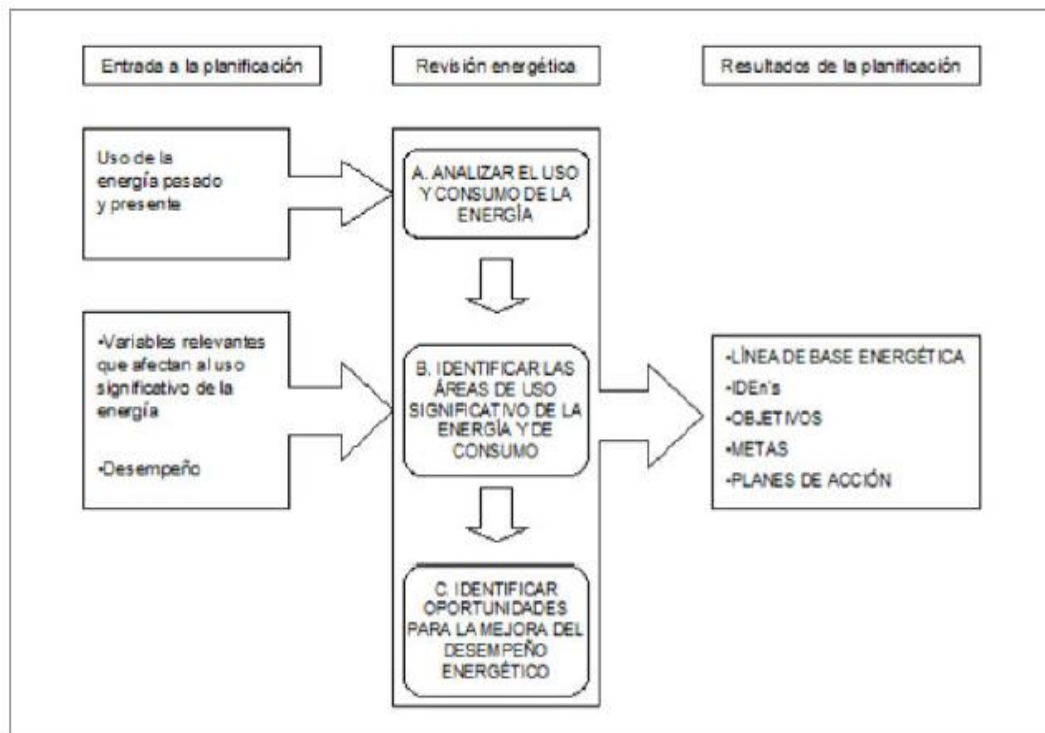 Entrada a la planificación
Revisión energética
Resultados de la planificación
Uso de la
energía pasado
y presente
A. ANALIZAR EL USO
Y CONSUMO DE LA
ENERGÍA
•Variables relevantes
que afectan al uso
significativo de la
energía
•Desempeño
B. IDENTIFICAR LAS
ÁREAS DE USO
SIGNIFICATIVO DE LA
ENERGÍA Y DE
CONSUMO
•LÍNEA DE BASE ENERGÉTICA
•IDEn's
•OBJETIVOS
•METAS
•PLANES DE ACCIÓN
C. IDENTIFICAR
OPORTUNIDADES
PARA LA MEJORA DEL
DESEMPEÑO
ENERGÉTICO